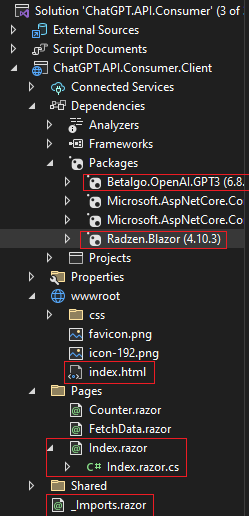 Solution 'ChatGPT.API.Consumer' (3 of
External Sources
Script Documents
ChatGPT.API.Consumer.Client
Connected Services
Dependencies
Analyzers
Frameworks
Packages
Betalgo.OpenAI.GPT3 (6.8.
Microsoft.AspNetCore.Co
Microsoft.AspNetCore.Co
Radzen.Blazor (4.10.3)
Projects
Properties
wwwroot
css
favicon.png
icon-192.png
index.html
Pages
Counter.razor
FetchData.razor
Index.razor
C# Index.razor.cs
Shared
_Imports.razor